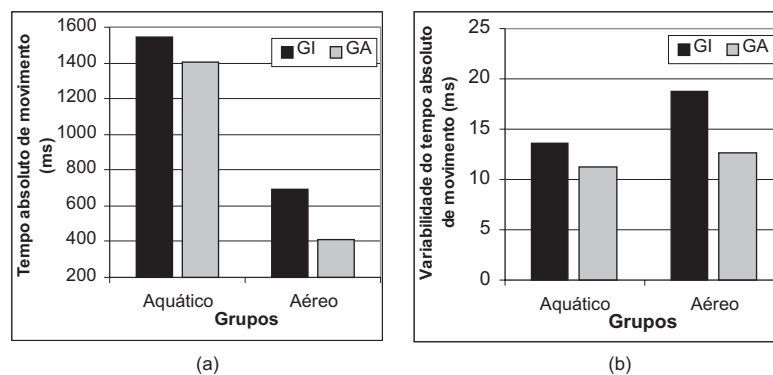 Tempo absoluto de movimento
(ms)
1600
1400
1200
1000
800
600
400
200
GI GA
Aquático Aéreo
Grupos
(a)
Variabilidade do tempo absoluto
de movimento (ms)
25
20
15
10
5
0
GI GA
Aquático Aéreo
Grupos
(b)